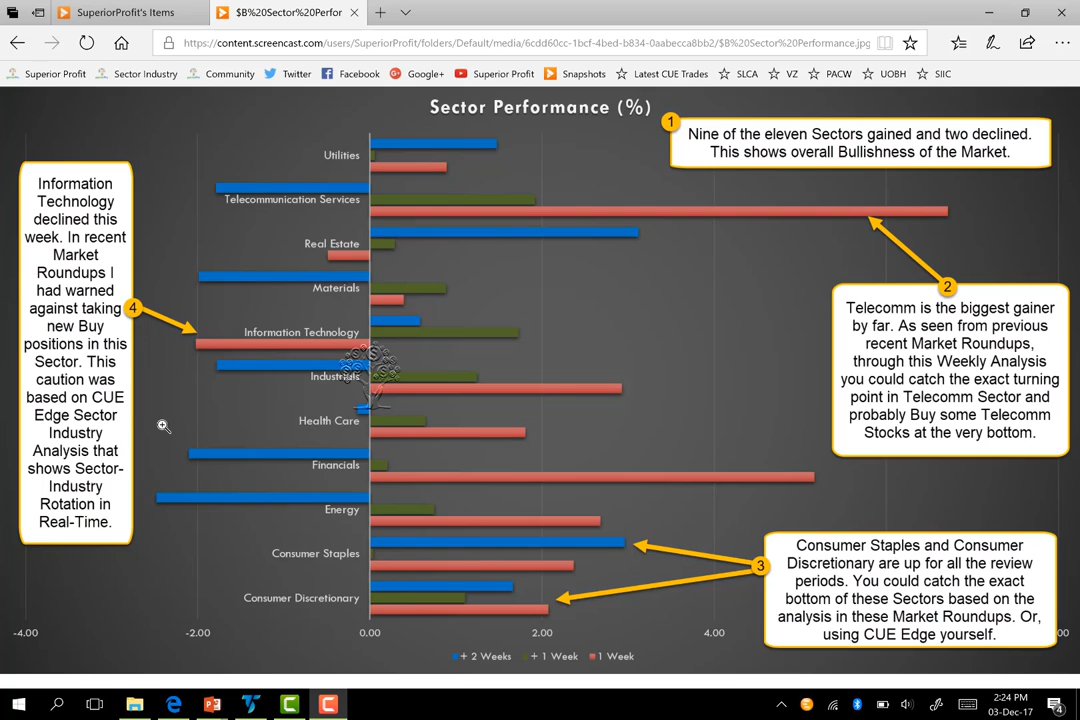 SuperiorProfit's Items
$B%20Sector%20Perfor
https://content.screencast.com/users/SuperiorProfit/folders/Default/media/6cdd60cc-1bcf-4bed-b834-0aabecca8bb2/$B%20Sector%20Performance.jpg
Superior Profit
Sector Industry
Community
Twitter
Facebook
Google+
Superior Profit
Snapshots
Latest CUE Trades
SLCA
VZ
PACW
UOBH
SIIC
Sector Performance (%)
1
Nine of the eleven Sectors gained and two declined.
This shows overall Bullishness of the Market.
Utilities
Telecommunication Services
Real Estate
Materials
Information Technology
Industrials
Health Care
Financials
Energy
Consumer Staples
Consumer Discretionary
Information
Technology
declined this
week. In recent
Market
Roundups I
had warned
against taking
new Buy
positions in this
Sector. This
caution was
based on CUE
Edge Sector
Industry
Analysis that
shows Sector-
Industry
Rotation in
Real-Time.
4
2
Telecomm is the biggest gainer
by far. As seen from previous
recent Market Roundups,
through this Weekly Analysis
you could catch the exact turning
point in Telecomm Sector and
probably Buy some Telecomm
Stocks at the very bottom.
3
Consumer Staples and Consumer
Discretionary are up for all the review
periods. You could catch the exact
bottom of these Sectors based on the
analysis in these Market Roundups. Or,
using CUE Edge yourself.
-4.00
-2.00
0.00
2.00
4.00
+ 2 Weeks
+ 1 Week
1 Week
2:24 PM
03-Dec-17
4